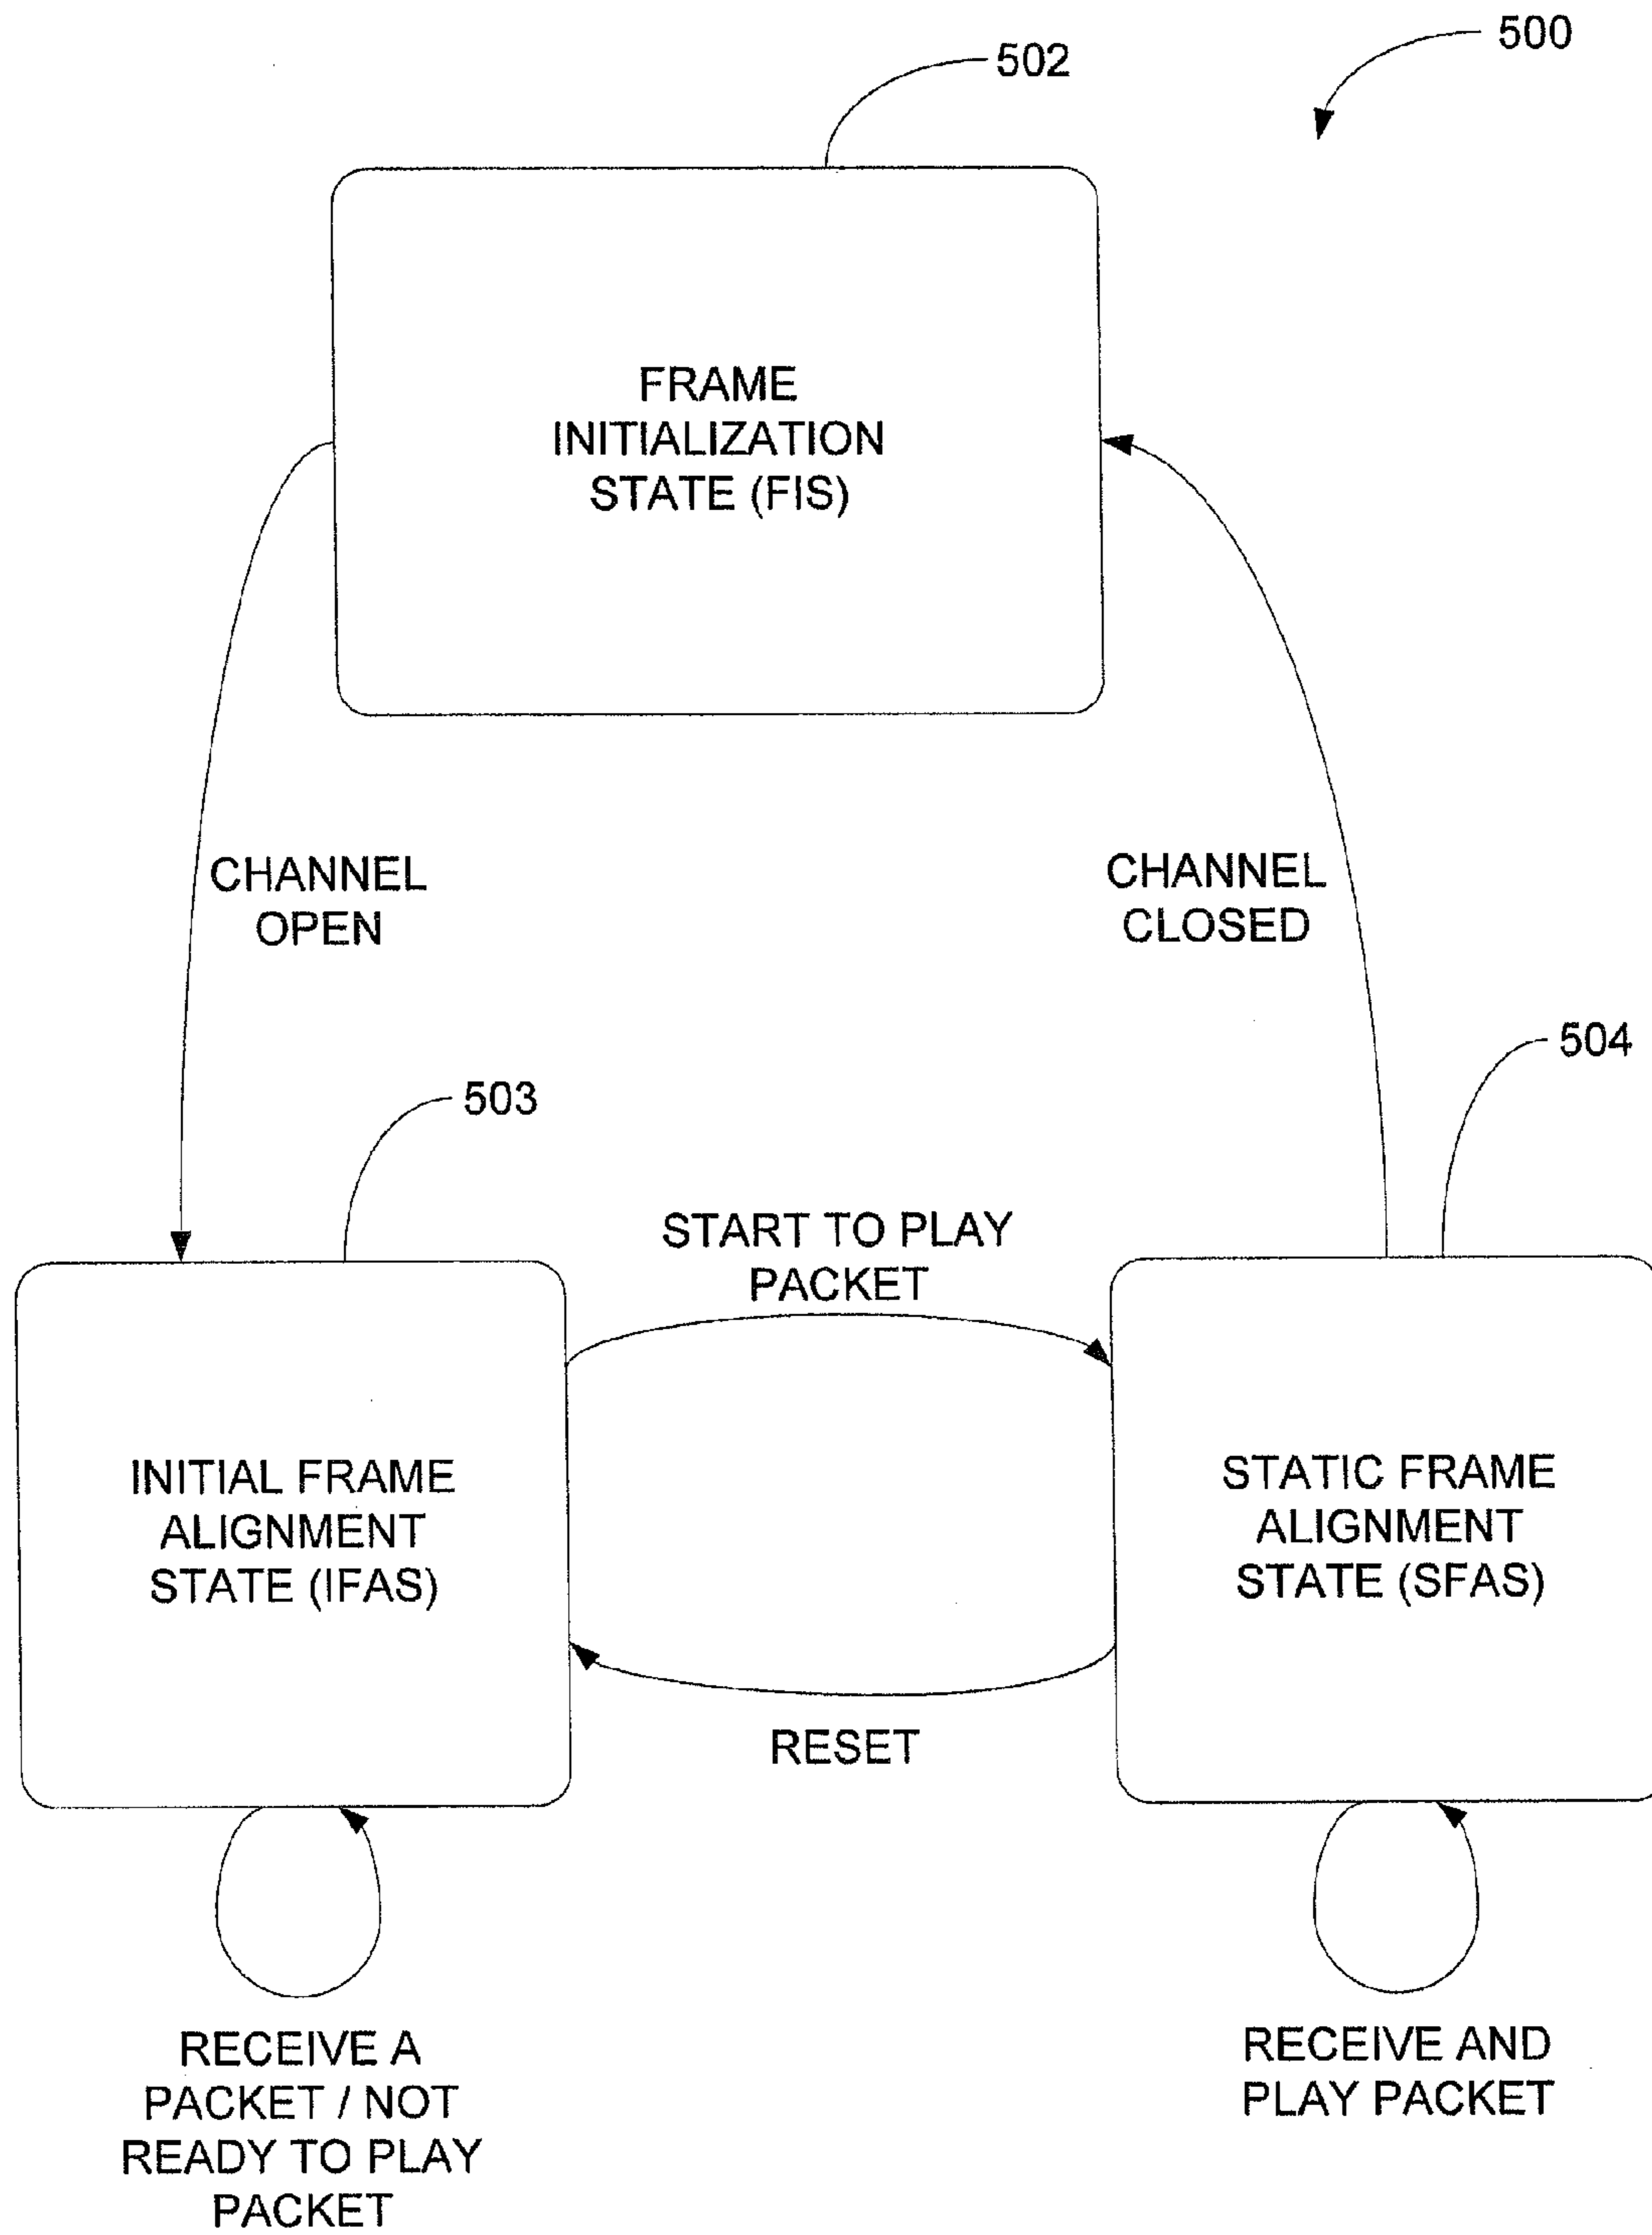 500
502
FRAME
INITIALIZATION
STATE (FIS)
CHANNEL
OPEN
CHANNEL
CLOSED
504
503
START TO PLAY
PACKET
INITIAL FRAME
ALIGNMENT
STATE (IFAS)
STATIC FRAME
ALIGNMENT
STATE (SFAS)
RESET
RECEIVE A
PACKET / NOT
READY TO PLAY
PACKET
RECEIVE AND
PLAY PACKET